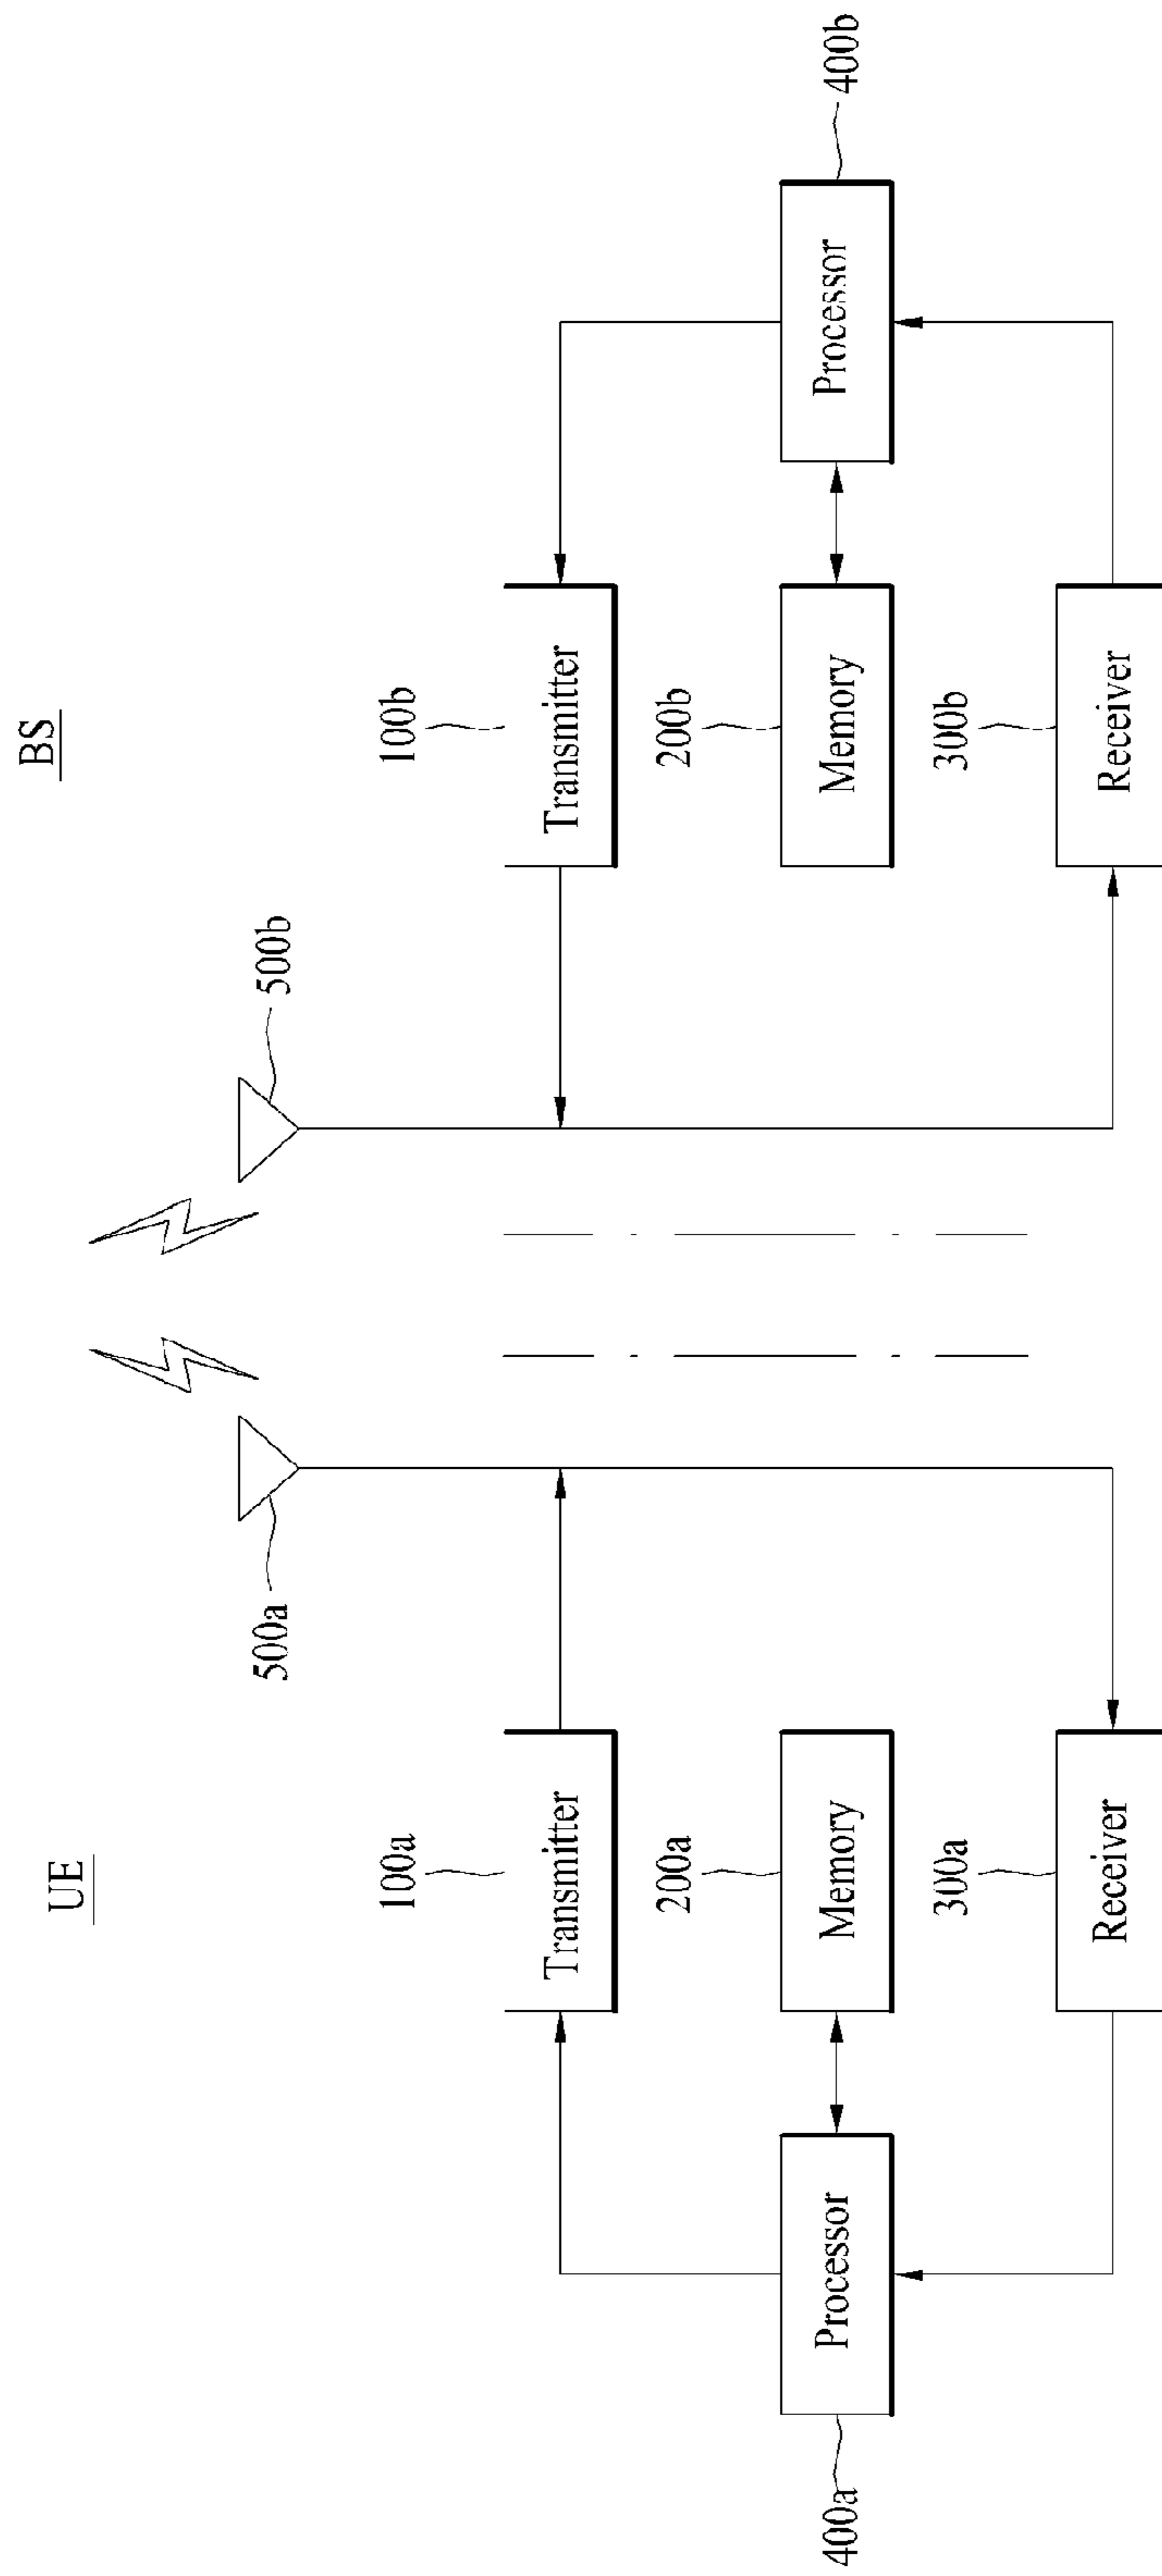 UE
BS
500a
500b
100a
Transmitter
100b
Transmitter
400a
Processor
200a
Memory
200b
Memory
Processor
400b
300a
Receiver
300b
Receiver